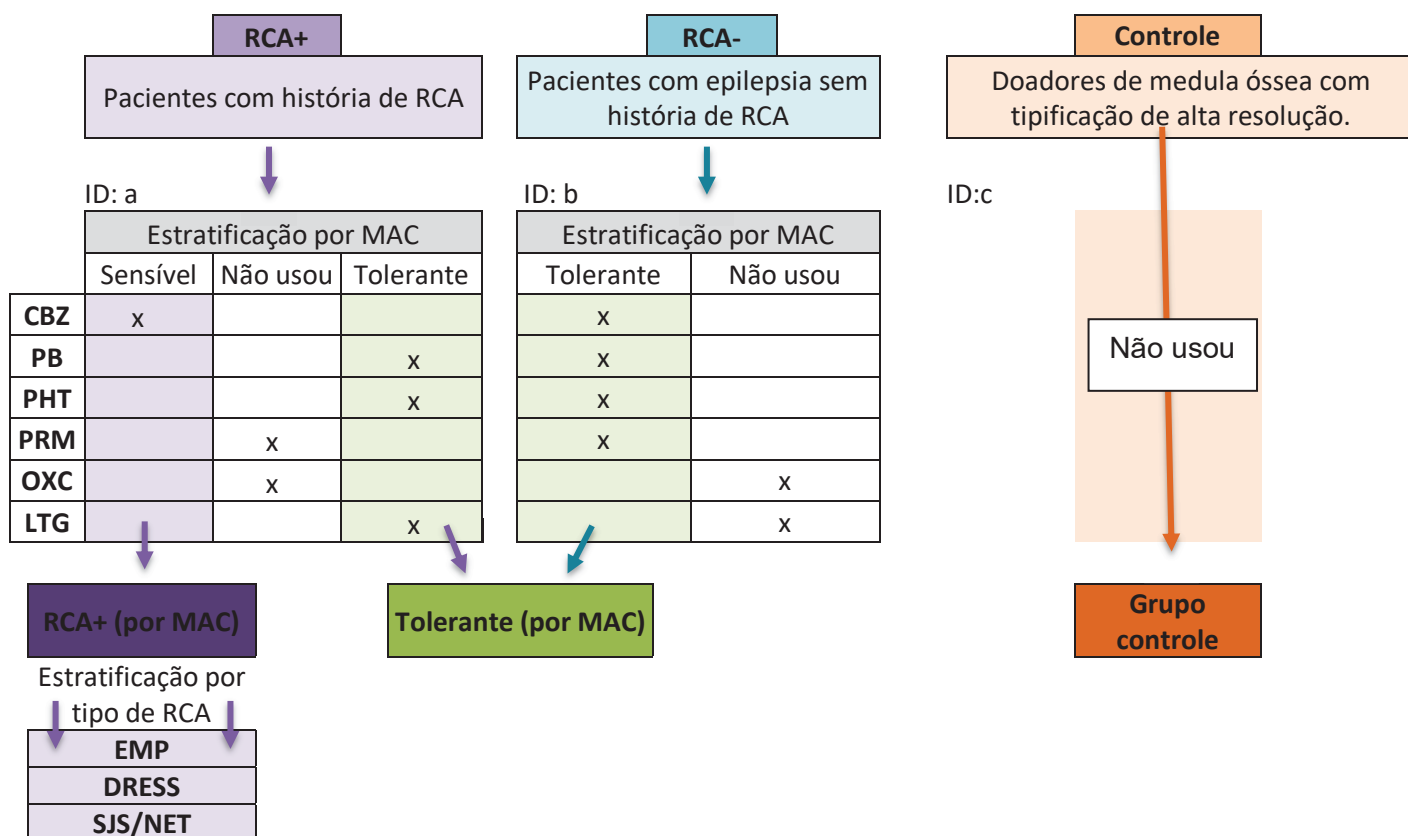 RCA+
Pacientes com história de RCA
RCA-
Pacientes com epilepsia sem
história de RCA
Controle
Doadores de medula óssea com
tipificação de alta resolução.
ID: a
ID: b
ID:c
Estratificação por MAC
Sensível Não usou Tolerante
Estratificação por MAC
Tolerante Não usou
CBZ x x
PB x x
PHT x x
PRM x x
OXC x x
LTG x x
Não usou
RCA+ (por MAC)
Tolerante (por MAC)
Grupo
controle
Estratificação por
tipo de RCA
EMP
DRESS
SJS/NET